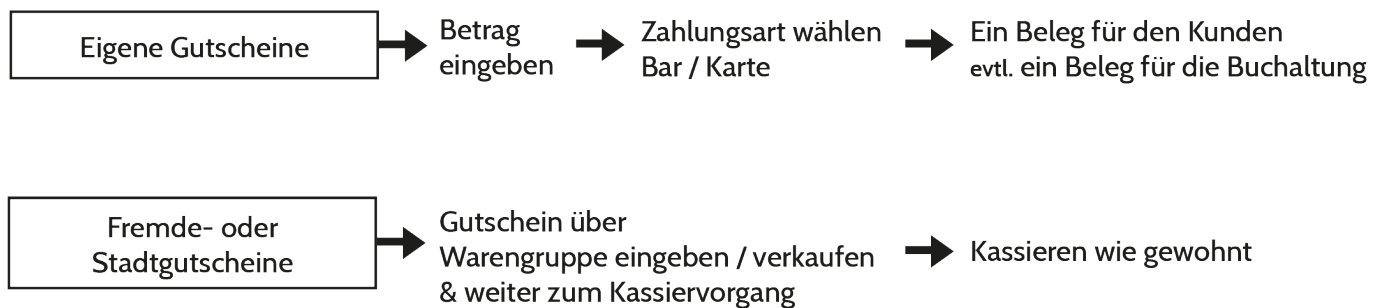 Eigene Gutscheine
Betrag
eingeben
Zahlungsart wählen
Bar / Karte
Ein Beleg für den Kunden
evtl. ein Beleg für die Buchaltung
Fremde- oder
Stadtgutscheine
Gutschein über
Warengruppe eingeben / verkaufen
& weiter zum Kassiervorgang
Kassieren wie gewohnt